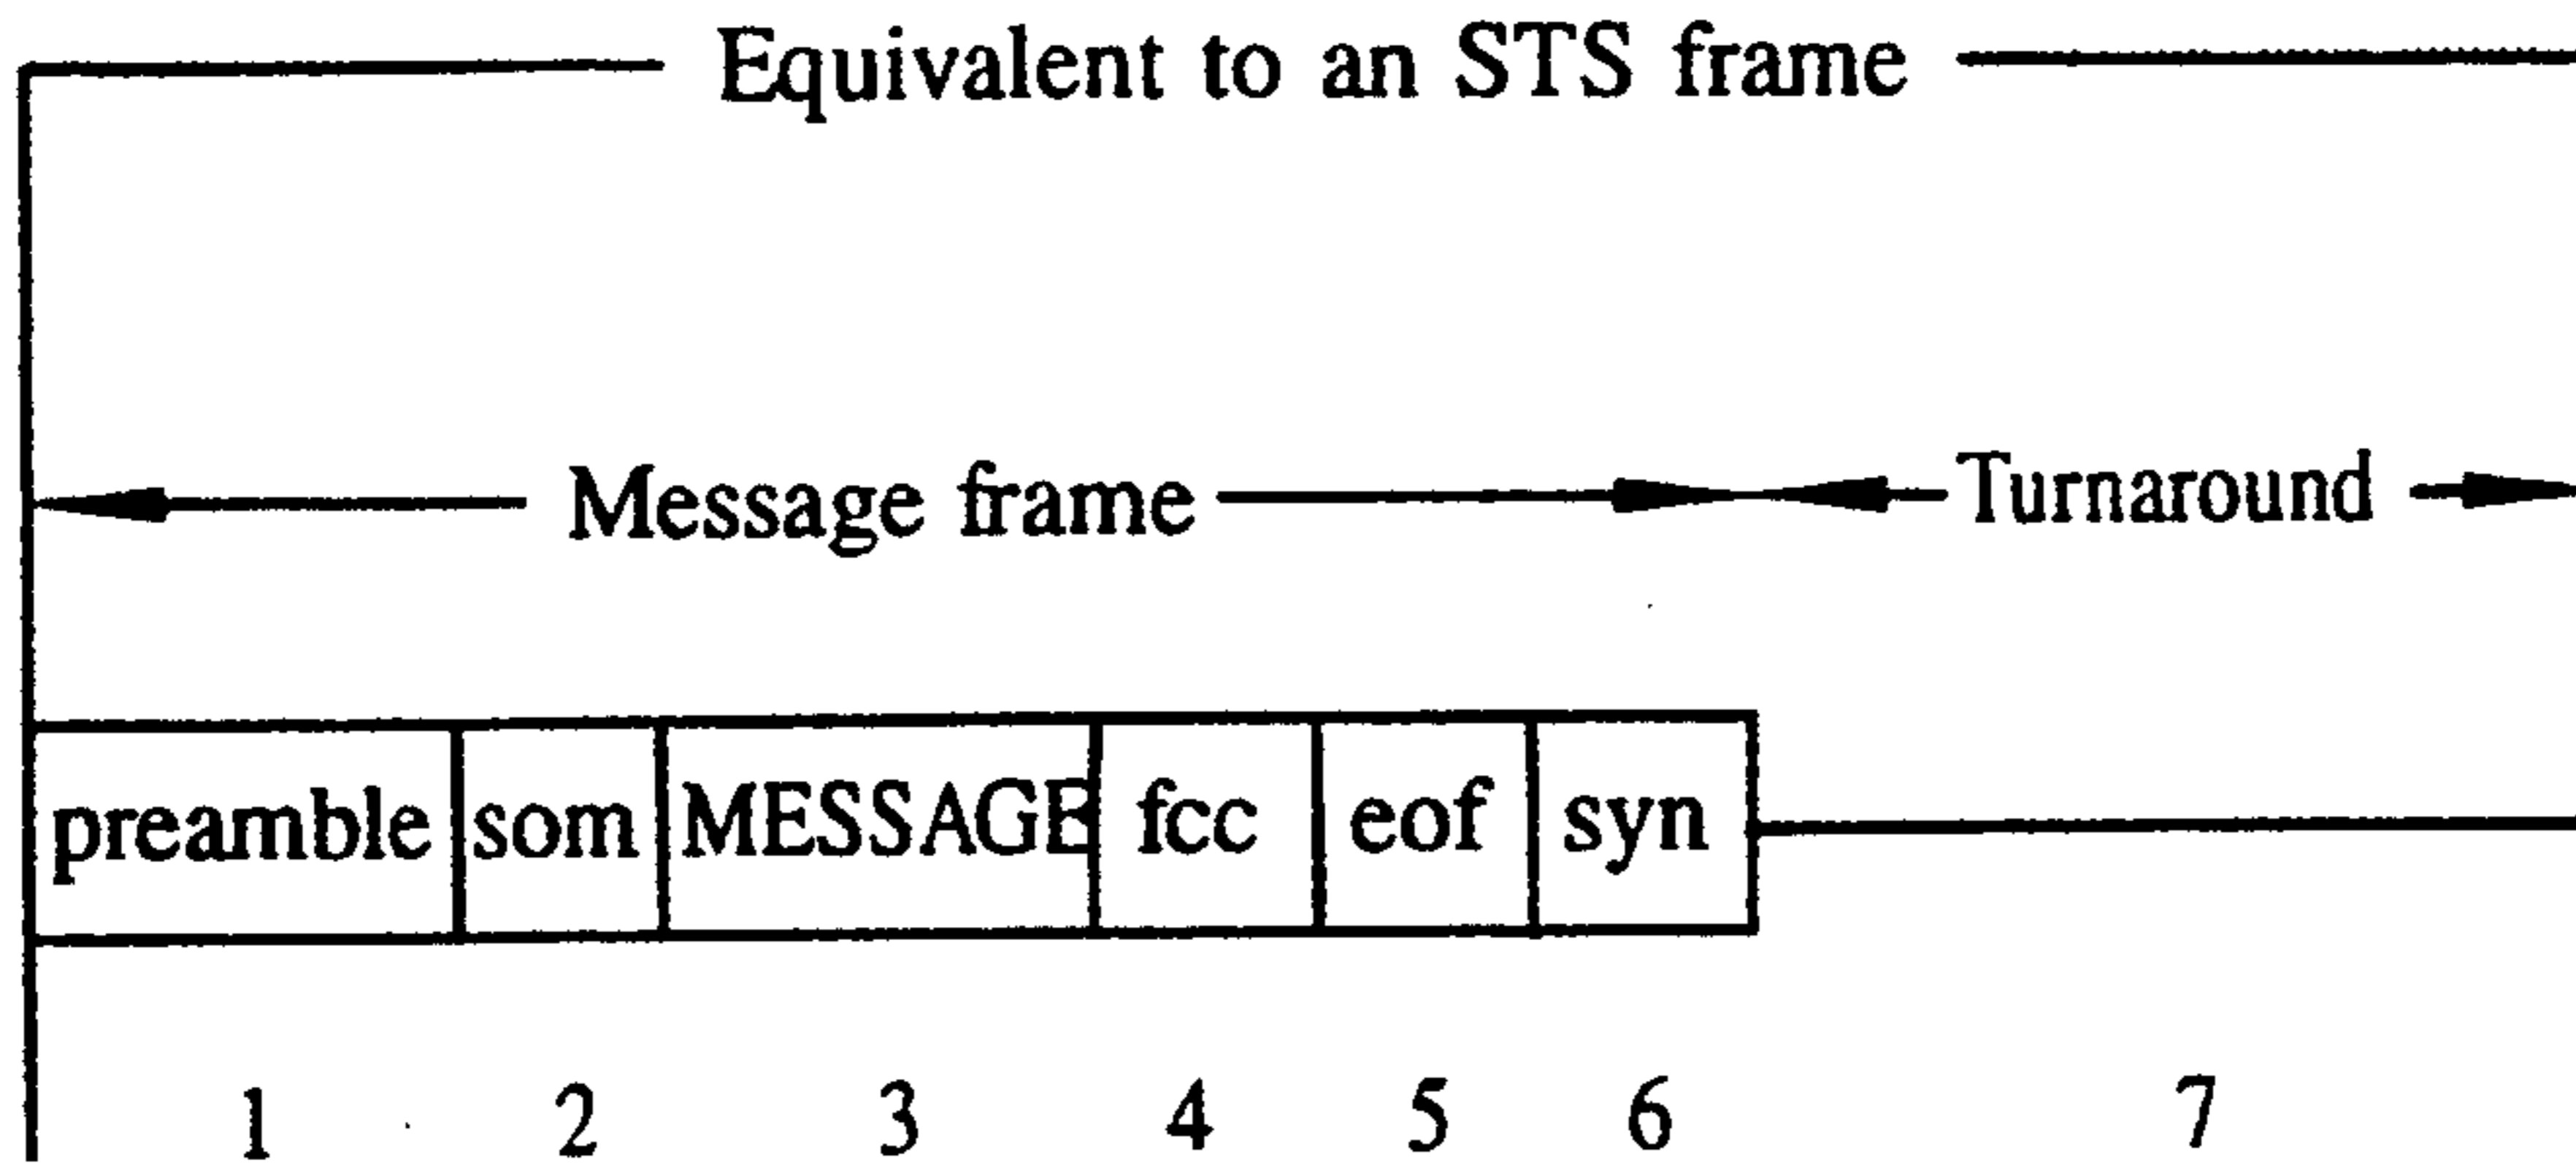 Equivalent to an STS frame
Message frame Turnaround
preamble som MESSAGE fcc eof syn
1 2 3 4 5 6 7